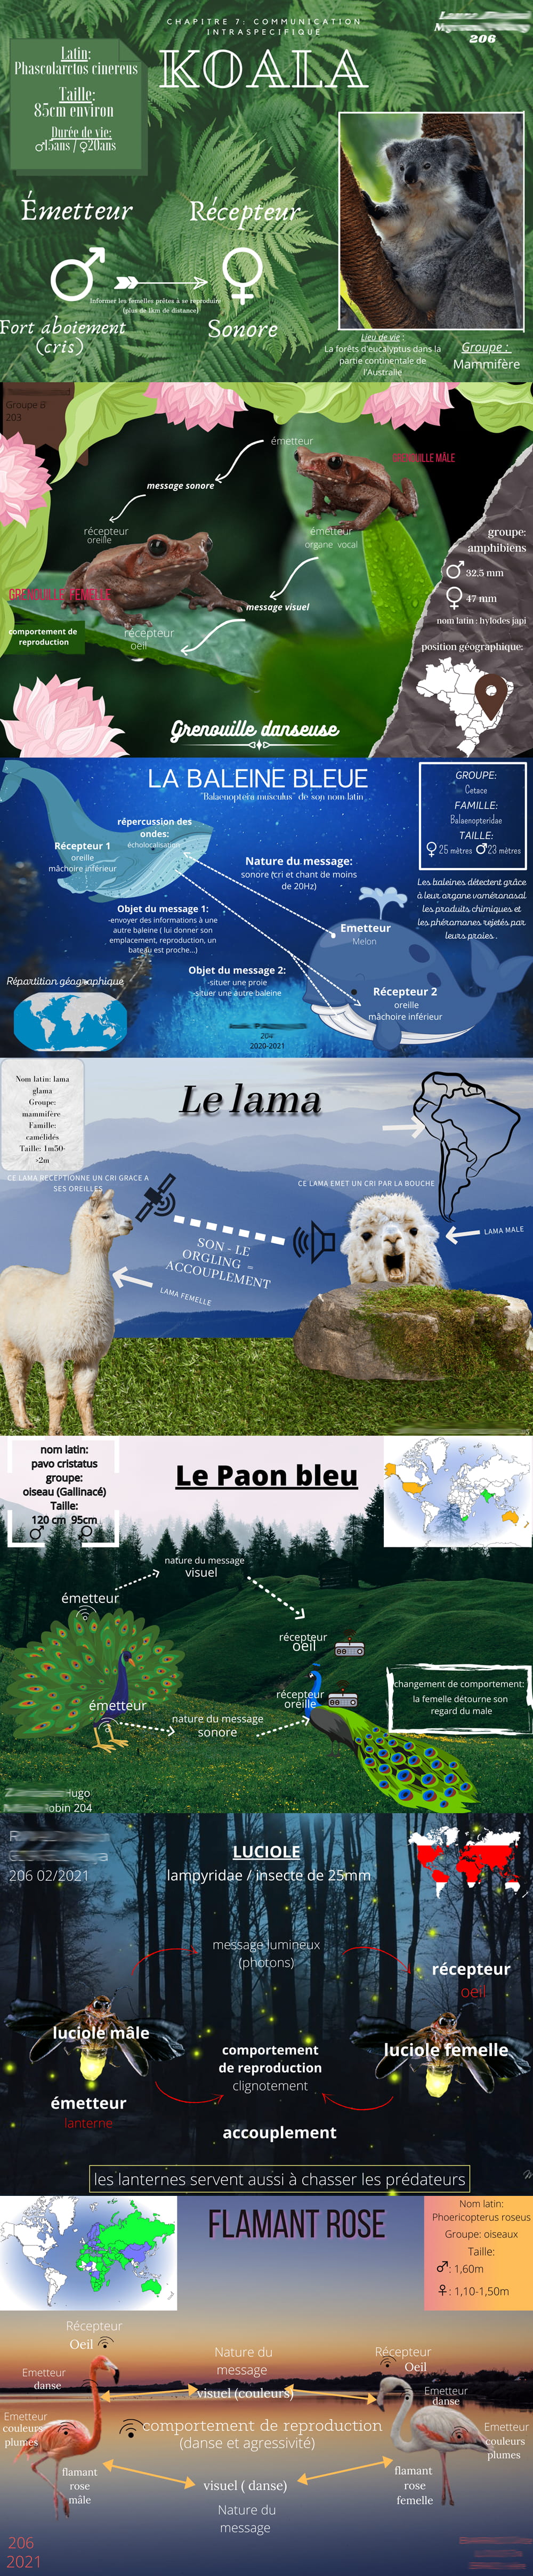 CHAPITRE 7: COMMUNICATION
INTRASPECIFIQUE
206
KOALA
Latin:
Phascolarctos cinereus
Taille:
85cm environ
Durée de vie:
♂15ans / ♀20ans
Émetteur
Récepteur
Informer les femelles prêtes à se reproduire
(plus de 1km de distance)
Fort aboiement
(cris)
Sonore
Lieu de vie :
La forêts d'eucalyptus dans la
partie continentale de
l'Australie
Groupe :
Mammifère
Groupe B
203
émetteur
GRENOUILLE MÂLE
message sonore
récepteur
oreille
émetteur
organe vocal
groupe:
amphibiens
♂ 32,5 mm
♀ 47 mm
nom latin : hylodes japi
GRENOUILLE FEMELLE
message visuel
comportement de
reproduction
récepteur
oeil
position géographique:
Grenouille danseuse
LA BALEINE BLEUE
"Balaenoptera musculus" de son nom latin
GROUPE:
Cetace
FAMILLE:
Balaenopteridae
TAILLE:
♀ 25 mètres ♂ 23 mètres
répercussion des
ondes:
écholocalisation
Récepteur 1
oreille
mâchoire inférieur
Nature du message:
sonore (cri et chant de moins
de 20Hz)
Les baleines détectent grâce
à leur organe voméronasal
les produits chimiques et
les phéromones rejetés par
leurs proies .
Objet du message 1:
-envoyer des informations à une
autre baleine ( lui donner son
emplacement, reproduction, un
bateau est proche...)
Emetteur
Melon
Objet du message 2:
-situer une proie
-situer une autre baleine
Répartition géographique
Récepteur 2
oreille
mâchoire inférieur
204
2020-2021
Nom latin: lama
glama
Groupe:
mammifère
Famille:
camélidés
Taille: 1m50-
-2m
Le lama
CE LAMA RECEPTIONNE UN CRI GRACE A
SES OREILLES
CE LAMA EMET UN CRI PAR LA BOUCHE
LAMA MALE
SON - LE
ORGLING =
ACCOUPLEMENT
LAMA FEMELLE
nom latin:
pavo cristatus
groupe:
oiseau (Gallinacé)
Taille:
120 cm 95cm
♂ ♀
Le Paon bleu
nature du message
visuel
émetteur
récepteur
oeil
récepteur
oreille
changement de comportement:
la femelle détourne son
regard du male
émetteur
nature du message
sonore
Hugo
obin 204
206 02/2021
LUCIOLE
lampyridae / insecte de 25mm
message lumineux
(photons)
récepteur
oeil
luciole mâle
luciole femelle
comportement
de reproduction
clignotement
émetteur
lanterne
accouplement
les lanternes servent aussi à chasser les prédateurs
FLAMANT ROSE
Nom latin:
Phoericopterus roseus
Groupe: oiseaux
Taille:
♂: 1,60m
♀: 1,10-1,50m
Récepteur
Oeil
Nature du
message
Récepteur
Oeil
Emetteur
danse
visuel (couleurs)
Emetteur
danse
Emetteur
couleurs
plumes
comportement de reproduction
(danse et agressivité)
Emetteur
couleurs
plumes
flamant
rose
mâle
visuel ( danse)
flamant
rose
femelle
Nature du
message
206
2021